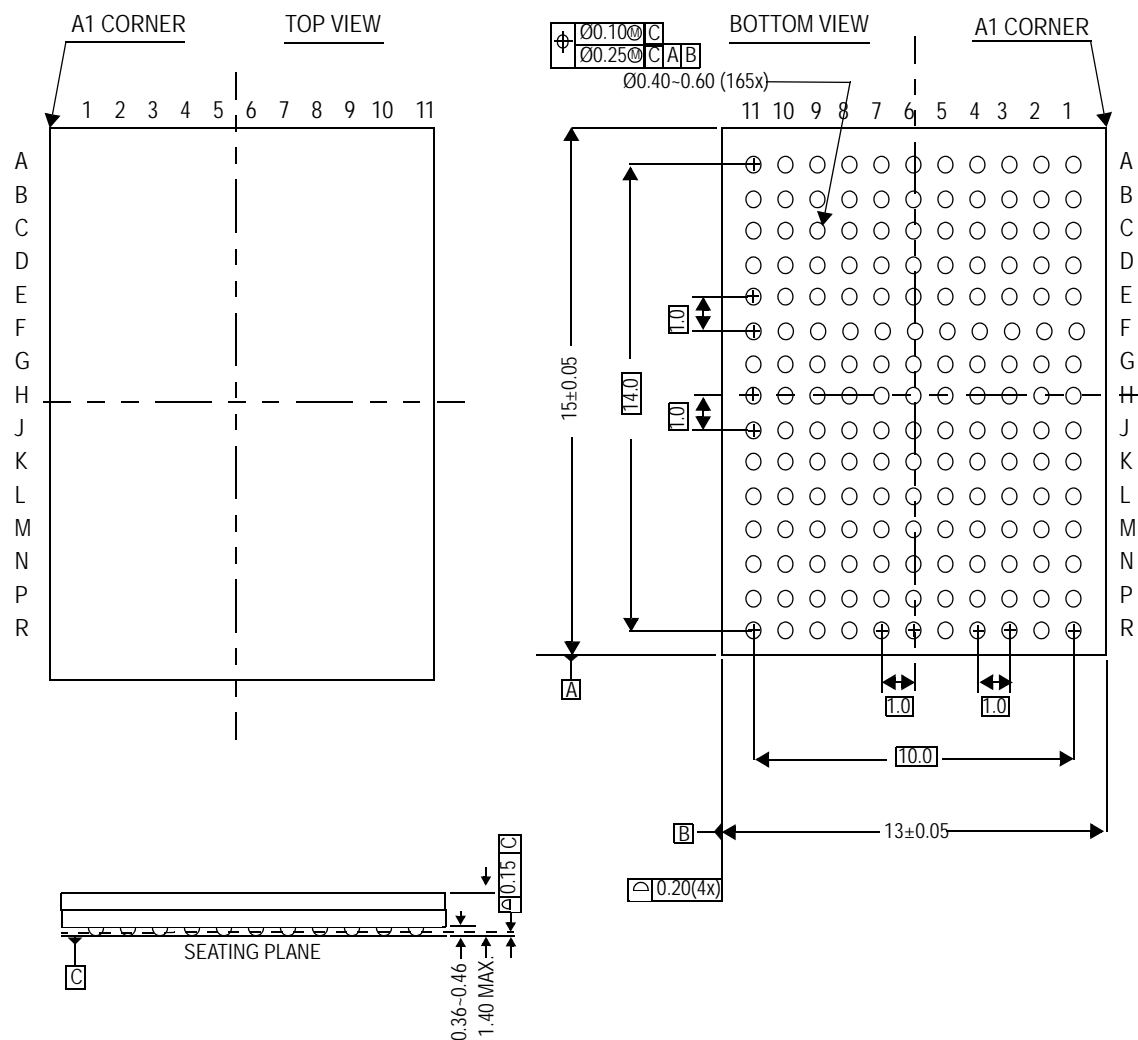 A1 CORNER
TOP VIEW
1 2 3 4 5 6 7 8 9 10 11
A
B
C
D
E
F
G
H
J
K
L
M
N
P
R
Ø0.10Ⓜ C
Ø0.25Ⓜ C A B
BOTTOM VIEW
A1 CORNER
Ø0.40~0.60 (165x)
11 10 9 8 7 6 5 4 3 2 1
A
B
C
D
E
F
G
H
J
K
L
M
N
P
R
1.0
1.0
15±0.05
14.0
A
1.0
1.0
10.0
B
13±0.05
0.20(4x)
0.15 C
SEATING PLANE
C
0.36~0.46
1.40 MAX.